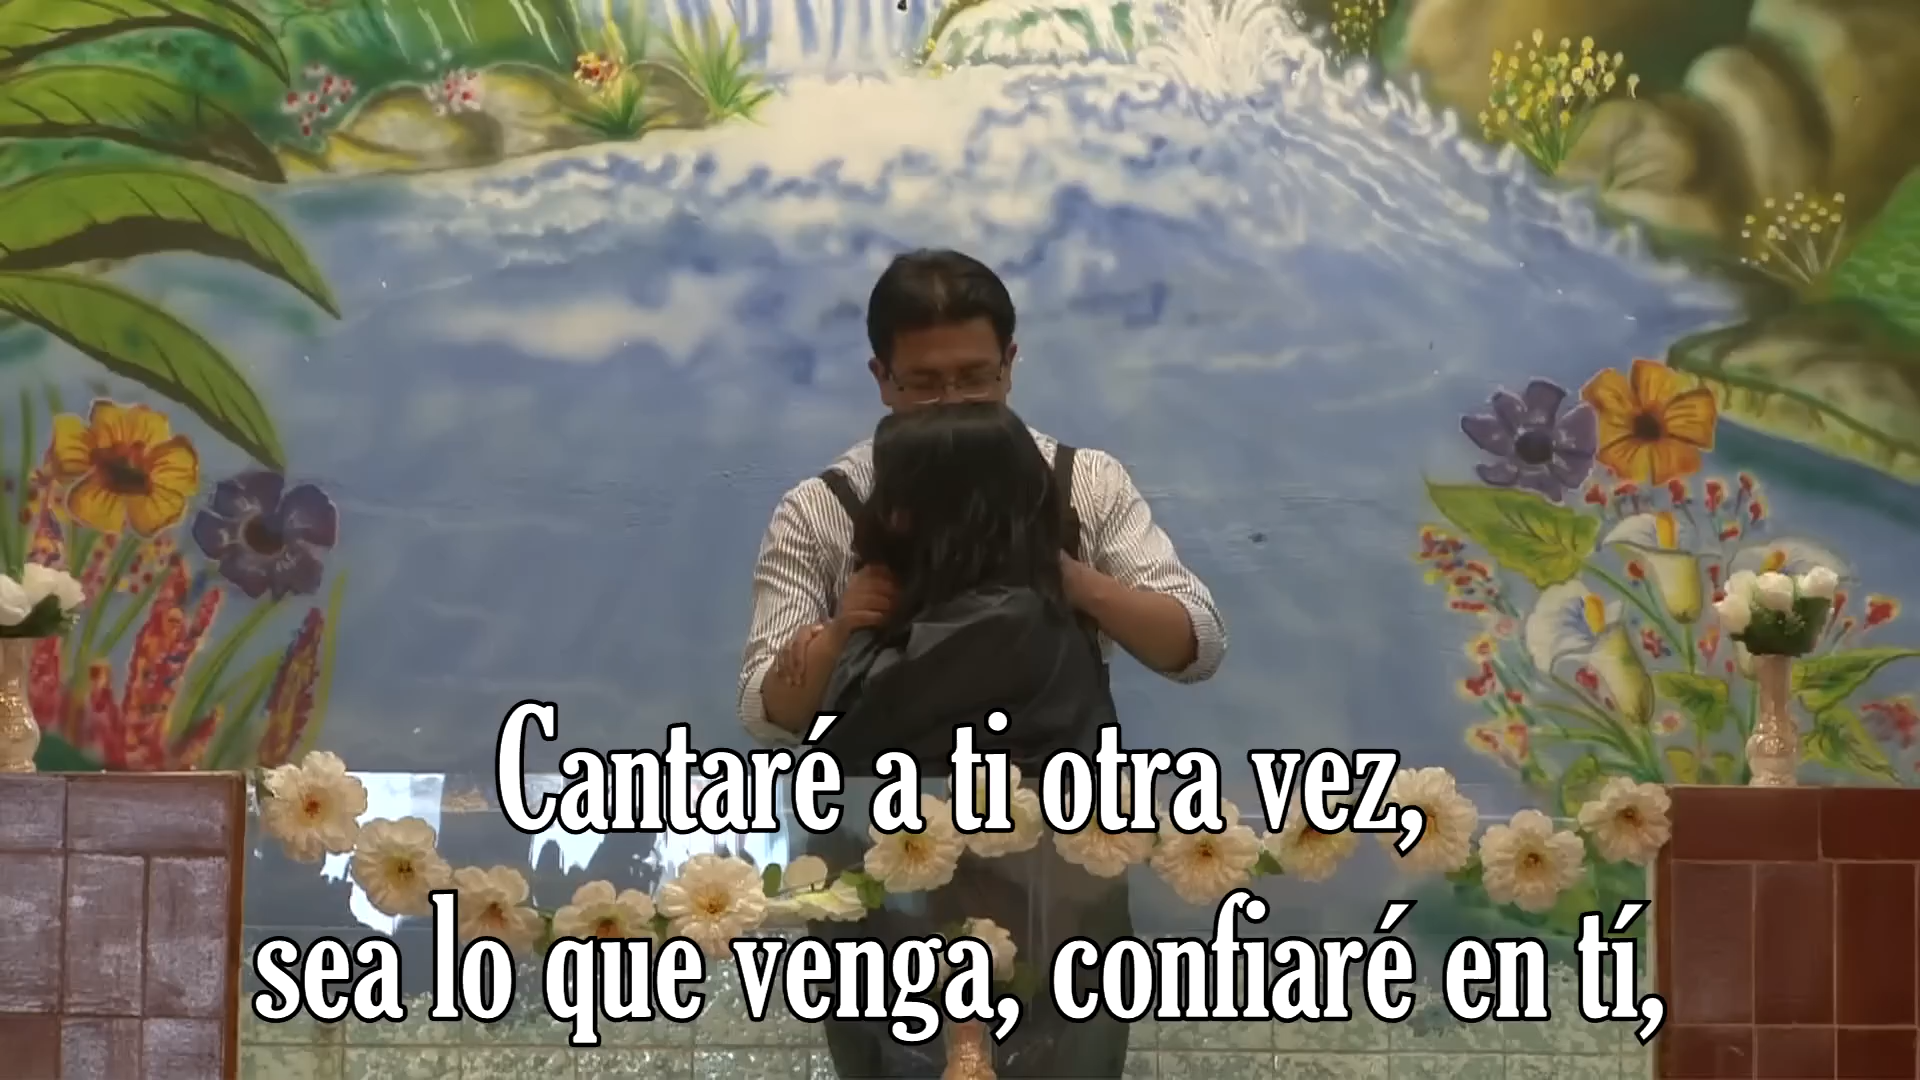 Cantaré a ti otra vez,
sea lo que venga, confiaré en tí,